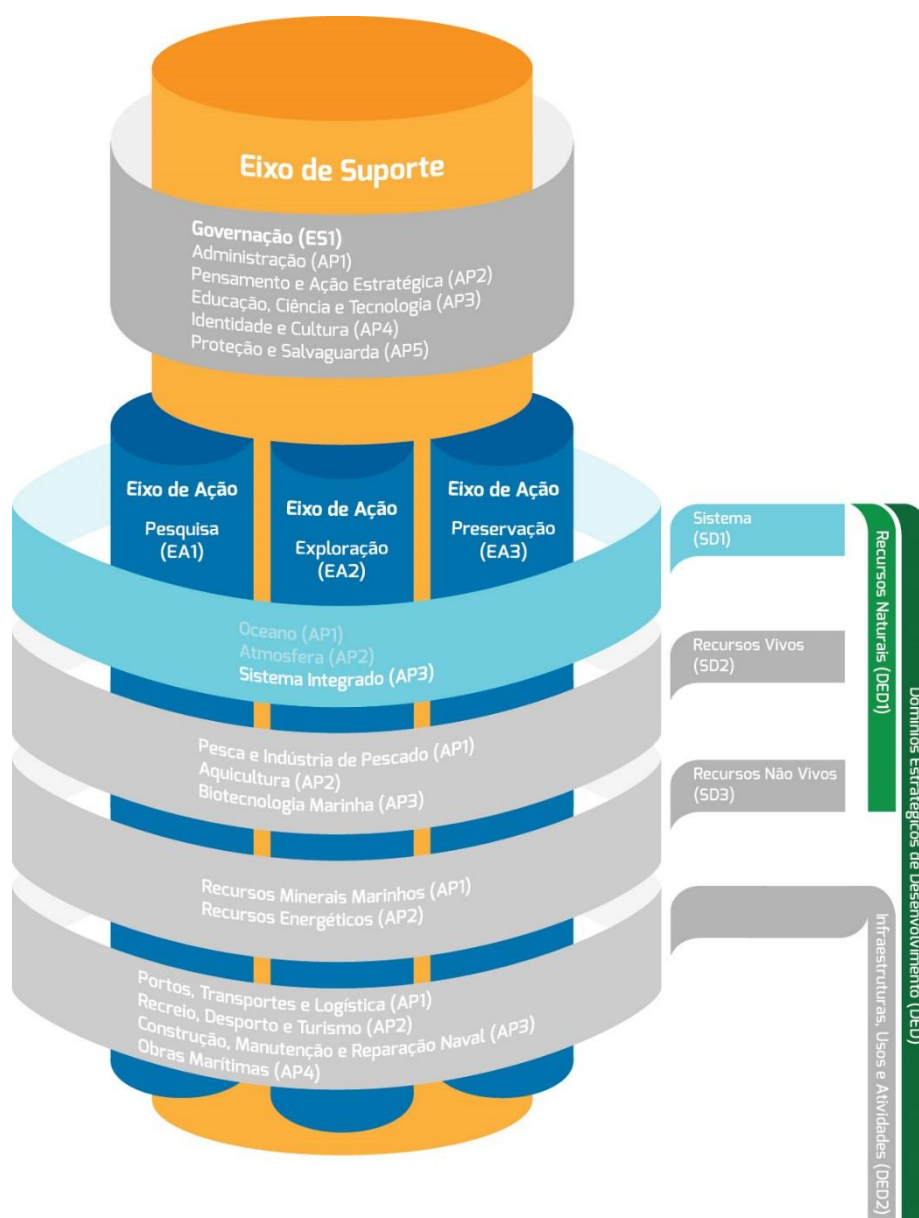 Eixo de Suporte
Governação (ES1)
Administração (AP1)
Pensamento e Ação Estratégica (AP2)
Educação, Ciência e Tecnologia (AP3)
Identidade e Cultura (AP4)
Proteção e Salvaguarda (AP5)
Eixo de Ação
Pesquisa
(EA1)
Eixo de Ação
Exploração
(EA2)
Eixo de Ação
Preservação
(EA3)
Oceano (AP1)
Atmosfera (AP2)
Sistema Integrado (AP3)
Sistema
(SD1)
Pesca e Indústria de Pescado (AP1)
Aquicultura (AP2)
Biotecnologia Marinha (AP3)
Recursos Vivos
(SD2)
Recursos Minerais Marinhos (AP1)
Recursos Energéticos (AP2)
Recursos Não Vivos
(SD3)
Portos, Transportes e Logística (AP1)
Recreio, Desporto e Turismo (AP2)
Construção, Manutenção e Reparação Naval (AP3)
Obras Marítimas (AP4)
Recursos Naturais (DED1)
Infraestruturas, Usos e Atividades (DED2)
Domínios Estratégicos de Desenvolvimento (DED)